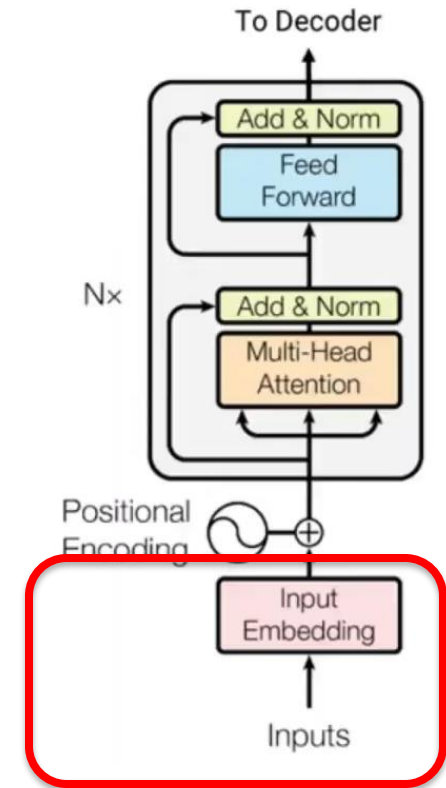 To Decoder
Add & Norm
Feed
Forward
N×
Add & Norm
Multi-Head
Attention
Positional
Encoding
Input
Embedding
Inputs